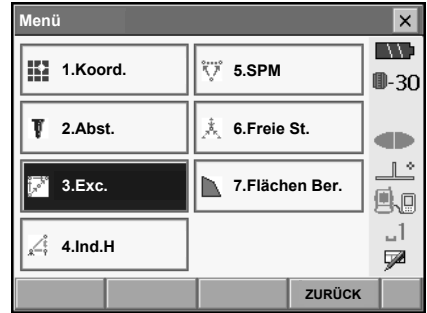 Menü
1.Koord.
2.Abst.
3.Exc.
4.Ind.H
5.SPM
6.Freie St.
7.Flächen Ber.
-30
1
ZURÜCK